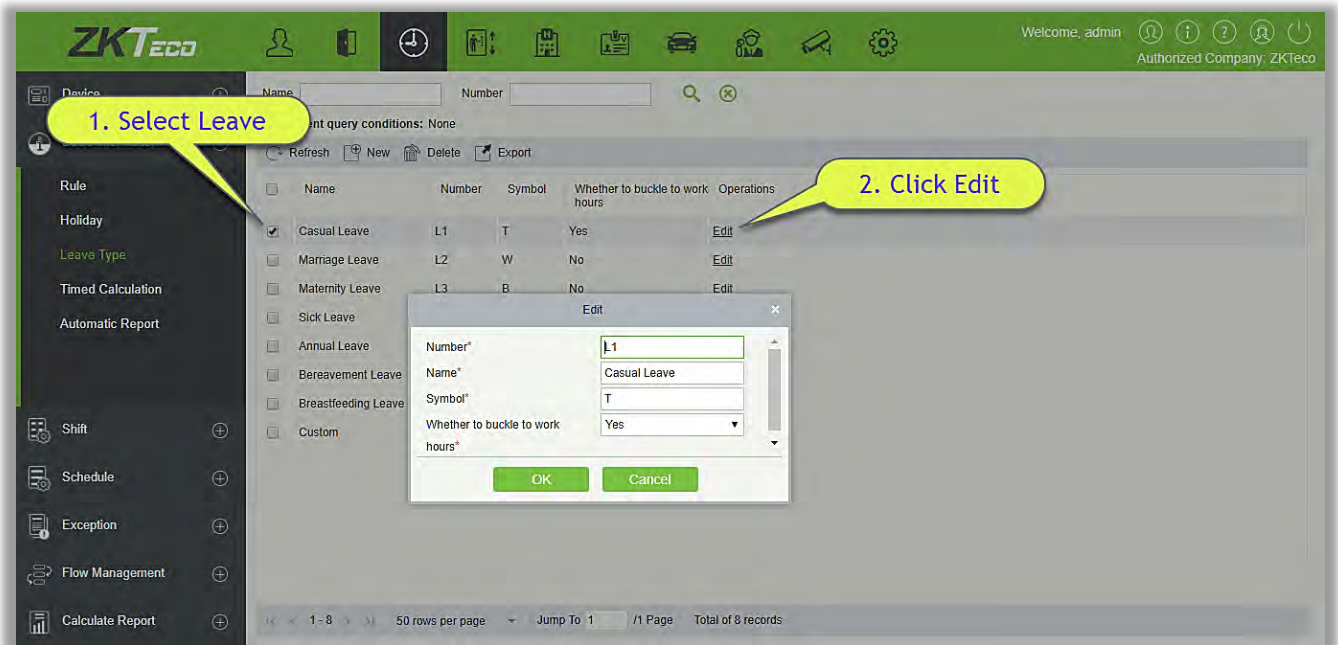 ZKTECO
Welcome, admin
Authorized Company: ZKTeco
Device
Name
Number
1. Select Leave
ent query conditions: None
Refresh New Delete Export
Rule
Holiday
Leave Type
Timed Calculation
Automatic Report
Name Number Symbol Whether to buckle to work hours Operations
2. Click Edit
Casual Leave L1 T Yes Edit
Marriage Leave L2 W No Edit
Maternity Leave L3 B No Edit
Sick Leave
Annual Leave
Bereavement Leave
Breastfeeding Leave
Custom
Edit
Number* L1
Name* Casual Leave
Symbol* T
Whether to buckle to work Yes
hours*
OK Cancel
Shift
Schedule
Exception
Flow Management
Calculate Report
1 - 8 50 rows per page Jump To 1 /1 Page Total of 8 records